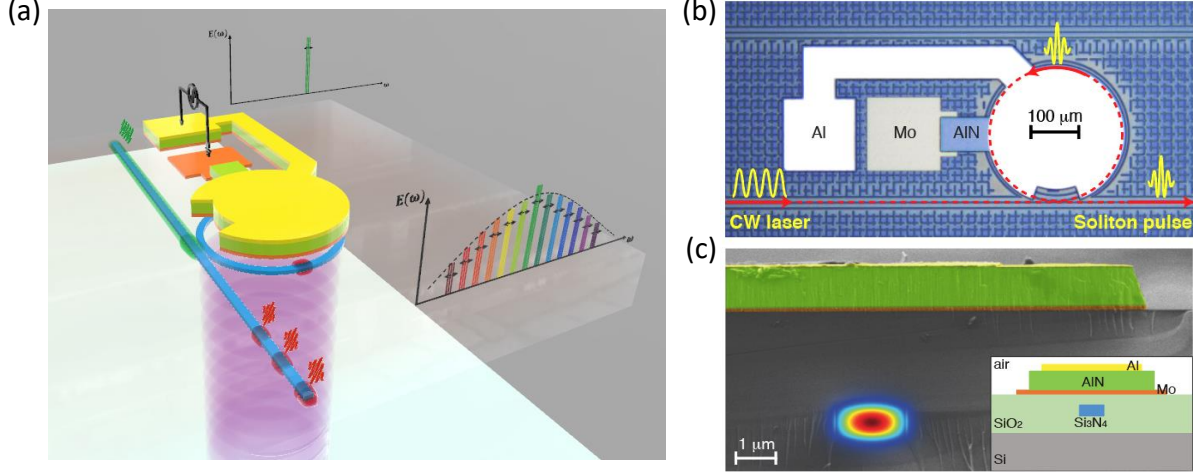 (a)
E(ω)
ω
E(ω)
ω
(b)
100 μm
Al
Mo
AlN
CW laser
Soliton pulse
(c)
air
Al
AlN
Mo
SiO₂
Si₃N₄
Si
1 μm